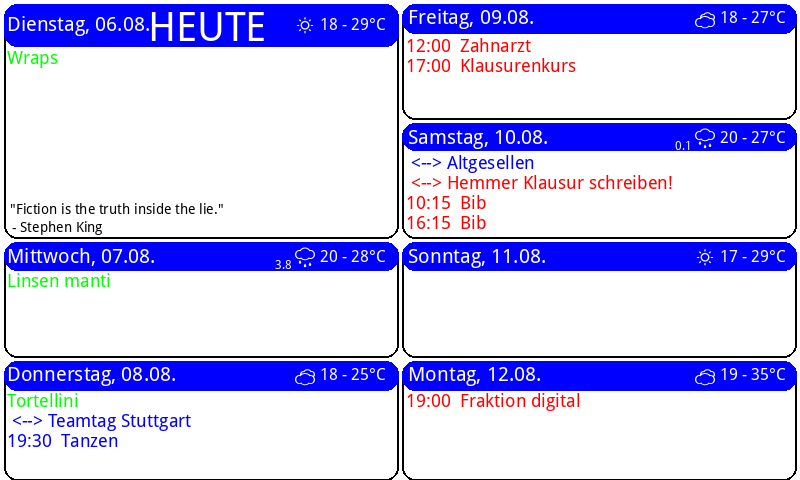 Dienstag, 06.08. HEUTE 18 - 29°C
Wraps
"Fiction is the truth inside the lie."
- Stephen King
Mittwoch, 07.08. 3.8 20 - 28°C
Linsen manti
Donnerstag, 08.08. 18 - 25°C
Tortellini
<--> Teamtag Stuttgart
19:30 Tanzen
Freitag, 09.08. 18 - 27°C
12:00 Zahnarzt
17:00 Klausurenkurs
Samstag, 10.08. 0.1 20 - 27°C
<--> Altgesellen
<--> Hemmer Klausur schreiben!
10:15 Bib
16:15 Bib
Sonntag, 11.08. 17 - 29°C
Montag, 12.08. 19 - 35°C
19:00 Fraktion digital